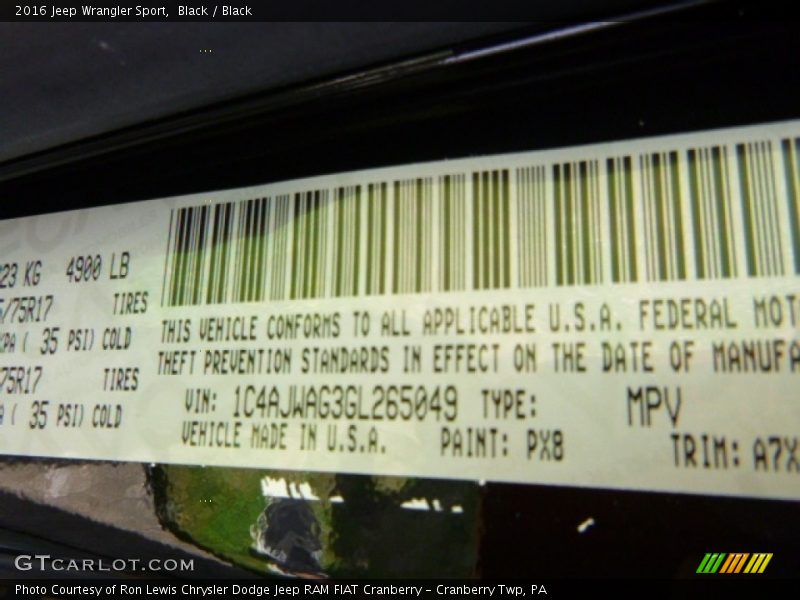 2016 Jeep Wrangler Sport,  Black / Black
23 KG 4900 LB
/75R17 TIRES
KPA ( 35 PSI) COLD
75R17 TIRES
A ( 35 PSI) COLD
THIS VEHICLE CONFORMS TO ALL APPLICABLE U.S.A. FEDERAL MOT
THEFT PREVENTION STANDARDS IN EFFECT ON THE DATE OF MANUFA
VIN: 1C4AJWAG3GL265049 TYPE: MPV
VEHICLE MADE IN U.S.A. PAINT: PX8 TRIM: A7X
GTCARLOT.COM
Photo Courtesy of Ron Lewis Chrysler Dodge Jeep RAM FIAT Cranberry - Cranberry Twp, PA